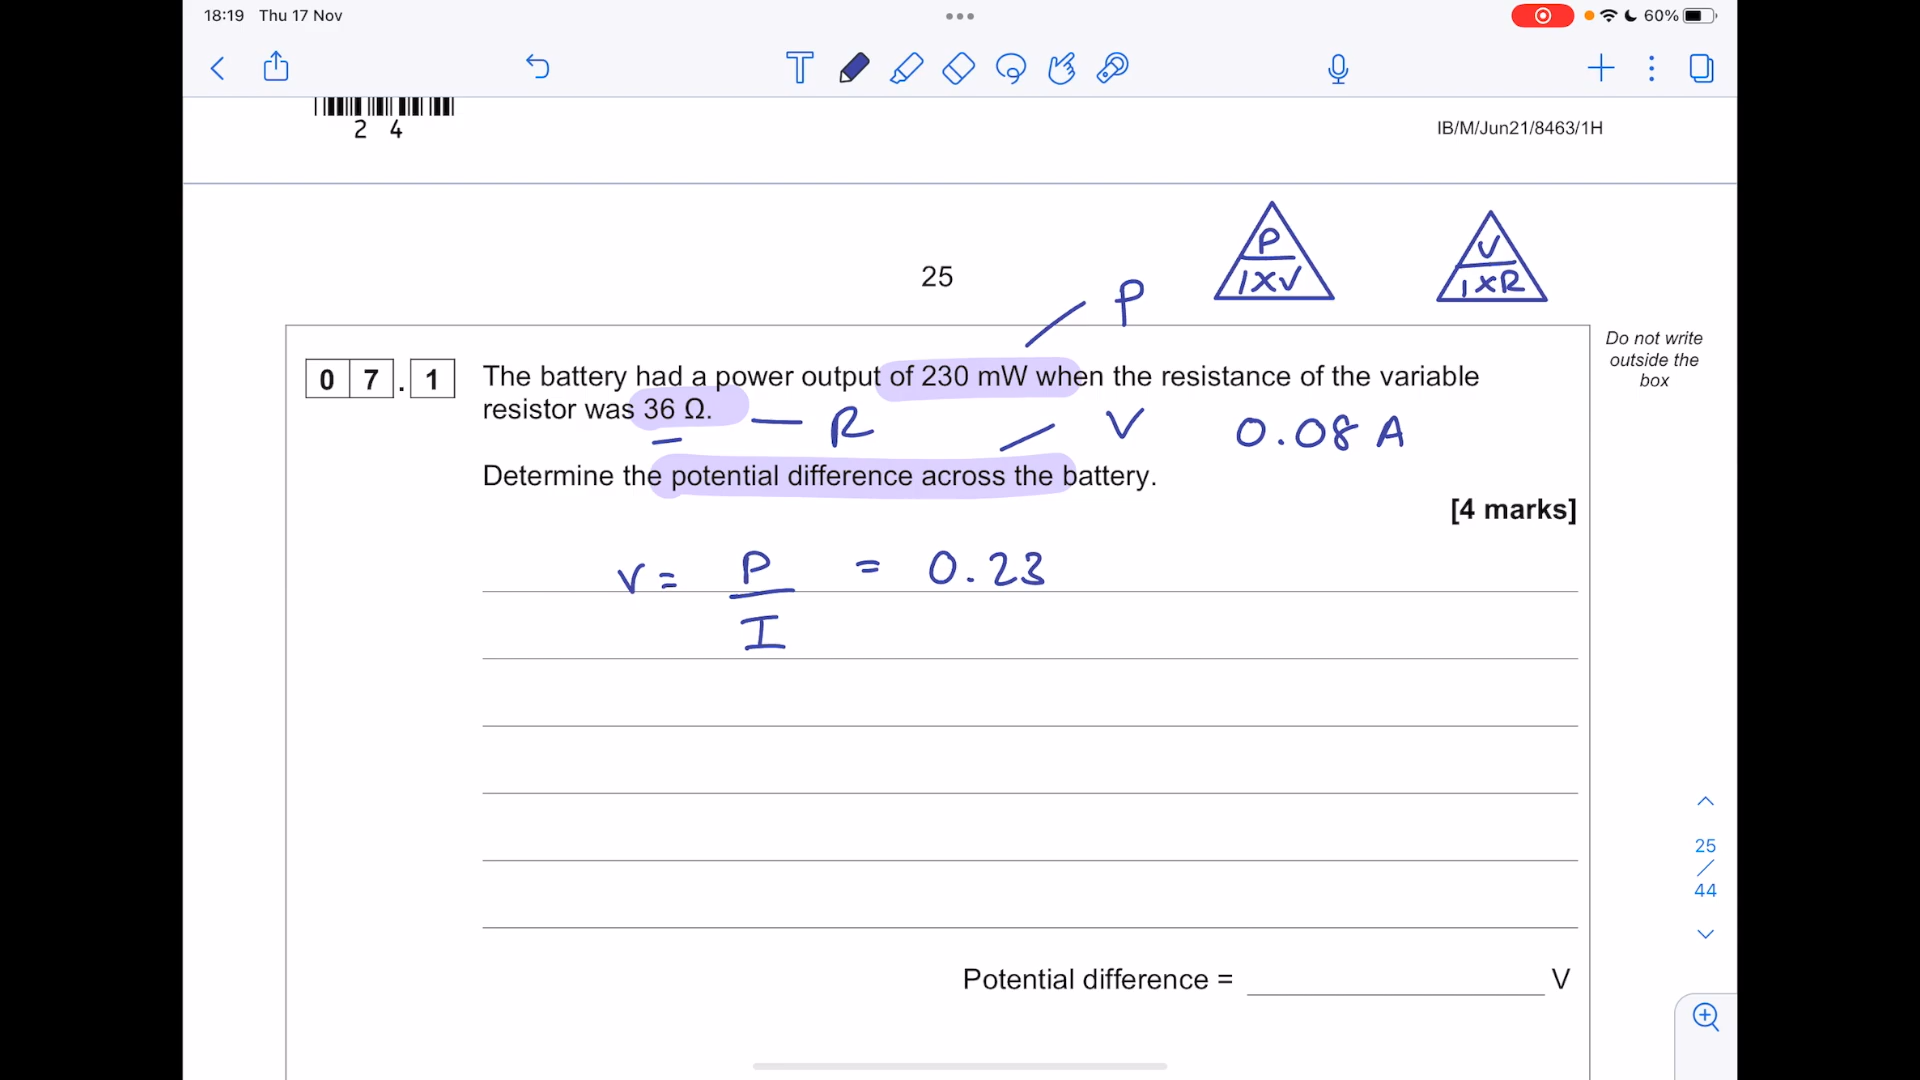 18:19 Thu 17 Nov
60%
2 4
IB/M/Jun21/8463/1H
P
I X V
V
I X R
25
P
Do not write
outside the
box
0 7 . 1
The battery had a power output of 230 mW when the resistance of the variable
resistor was 36 Ω.
R
V
0.08 A
Determine the potential difference across the battery.
[4 marks]
V = P = 0.23
I
25
44
Potential difference = V